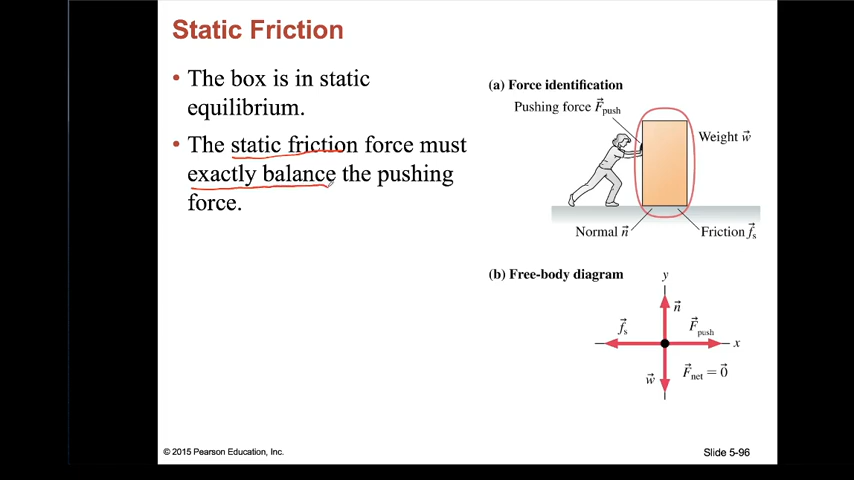 Static Friction
• The box is in static
equilibrium.
• The static friction force must
exactly balance the pushing
force.
(a) Force identification
Pushing force F⃗push
Weight w⃗
Normal n⃗
Friction f⃗s
(b) Free-body diagram
y
n⃗
f⃗s
F⃗push
x
w⃗
F⃗net = 0⃗
© 2015 Pearson Education, Inc.
Slide 5-96